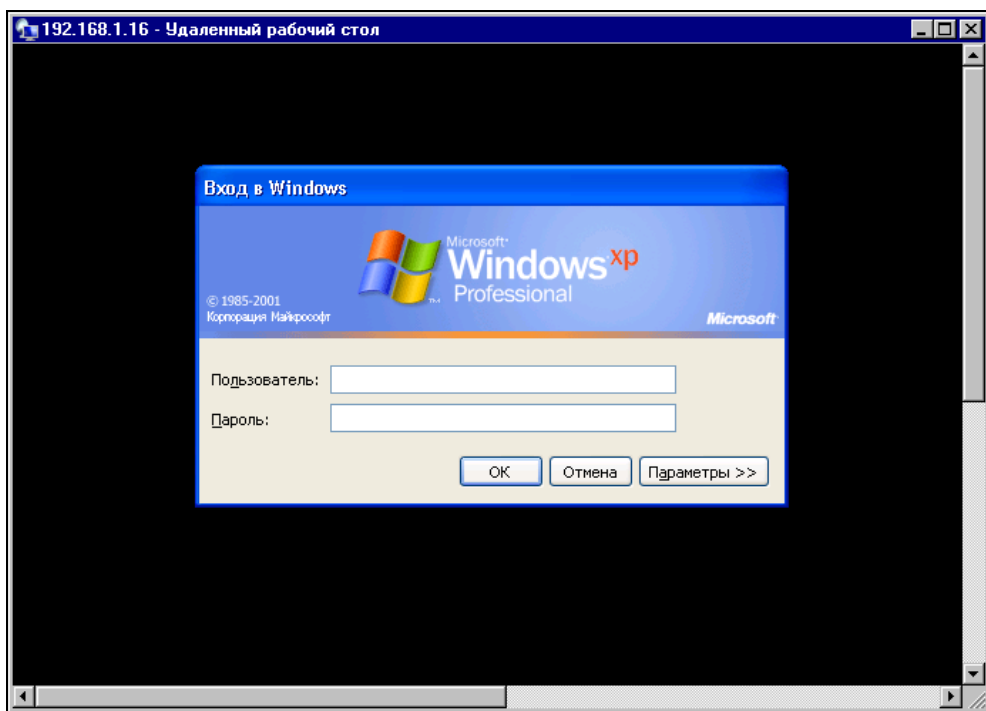 192.168.1.16 - Удаленный рабочий стол
Вход в Windows
Microsoft
Windows xp
Professional
© 1985-2001
Корпорация Майкрософт
Microsoft
Пользователь:
Пароль:
ОК Отмена Параметры >>